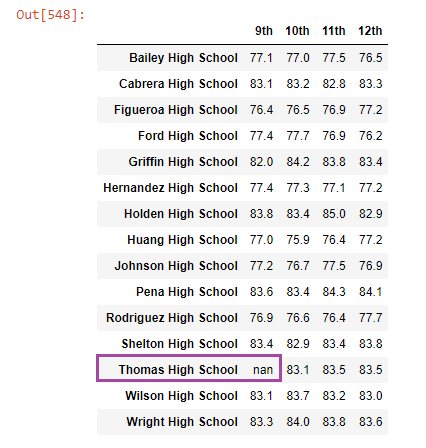 Out[548]:
9th 10th 11th 12th
Bailey High School 77.1 77.0 77.5 76.5
Cabrera High School 83.1 83.2 82.8 83.3
Figueroa High School 76.4 76.5 76.9 77.2
Ford High School 77.4 77.7 76.9 76.2
Griffin High School 82.0 84.2 83.8 83.4
Hernandez High School 77.4 77.3 77.1 77.2
Holden High School 83.8 83.4 85.0 82.9
Huang High School 77.0 75.9 76.4 77.2
Johnson High School 77.2 76.7 77.5 76.9
Pena High School 83.6 83.4 84.3 84.1
Rodriguez High School 76.9 76.6 76.4 77.7
Shelton High School 83.4 82.9 83.4 83.8
Thomas High School nan 83.1 83.5 83.5
Wilson High School 83.1 83.7 83.2 83.0
Wright High School 83.3 84.0 83.8 83.6